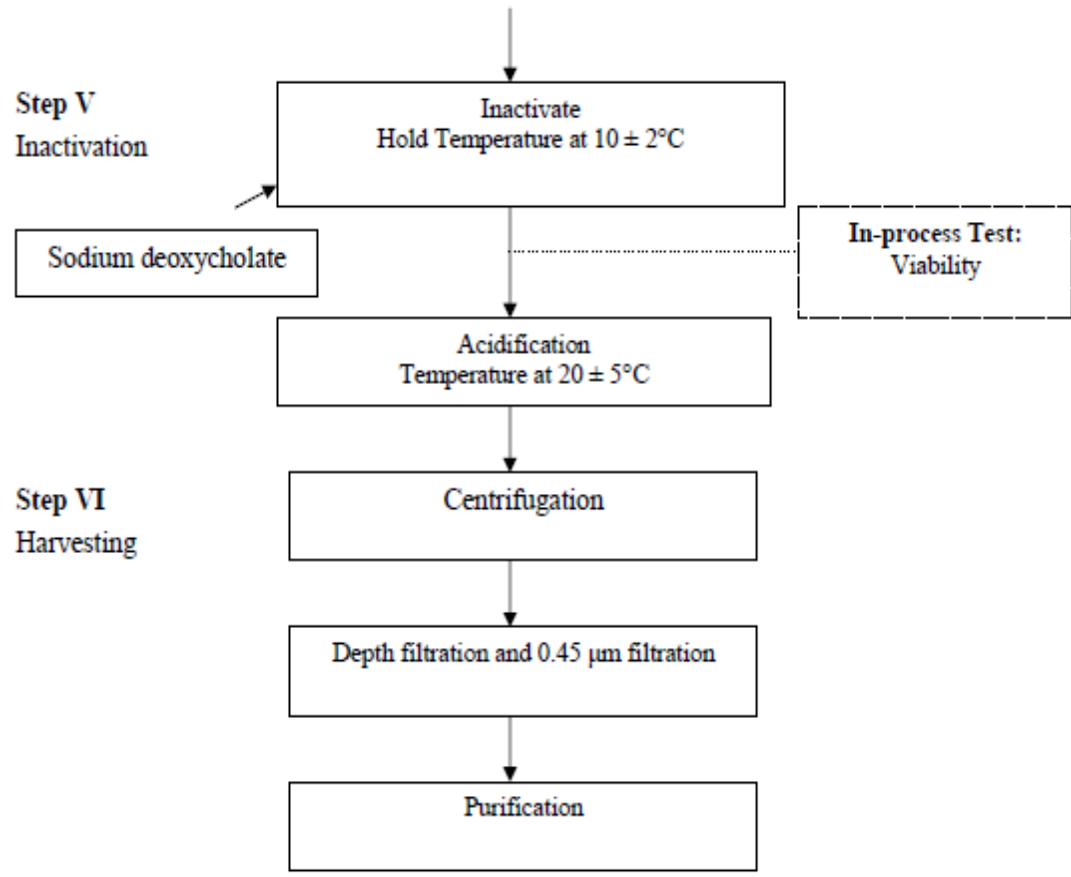 Step V
Inactivation
Inactivate
Hold Temperature at 10 ± 2°C
Sodium deoxycholate
In-process Test:
Viability
Acidification
Temperature at 20 ± 5°C
Step VI
Harvesting
Centrifugation
Depth filtration and 0.45 μm filtration
Purification